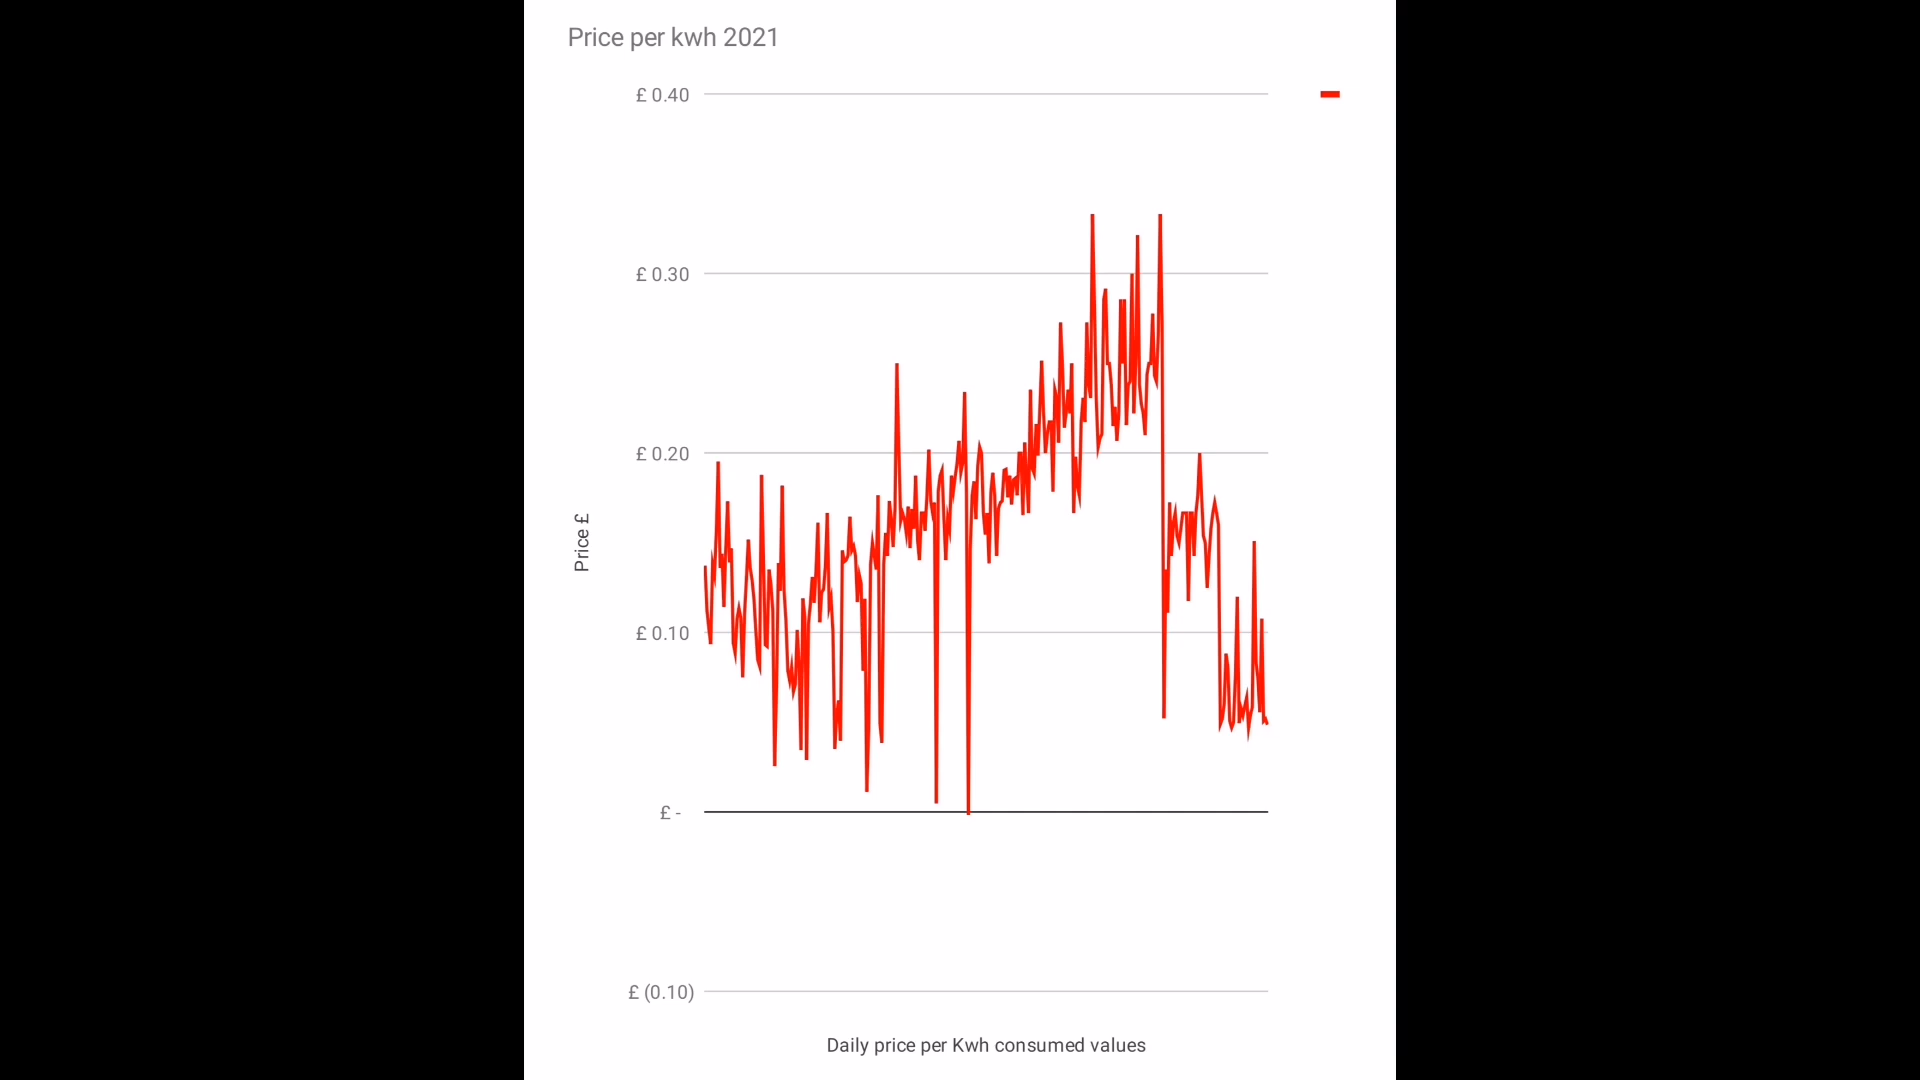 Price per kwh 2021
£ 0.40
£ 0.30
£ 0.20
£ 0.10
£ -
£ (0.10)
Price £
Daily price per Kwh consumed values